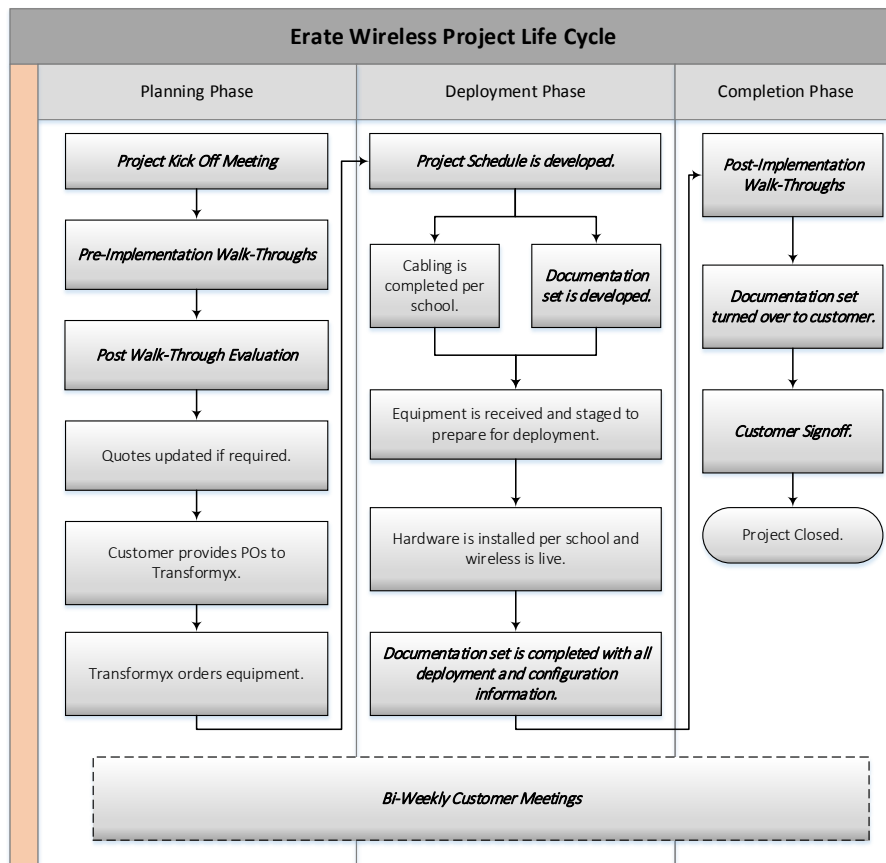 Erate Wireless Project Life Cycle
Planning Phase
Deployment Phase
Completion Phase
Project Kick Off Meeting
Pre-Implementation Walk-Throughs
Post Walk-Through Evaluation
Quotes updated if required.
Customer provides POs to
Transformyx.
Transformyx orders equipment.
Project Schedule is developed.
Cabling is
completed per
school.
Documentation
set is developed.
Equipment is received and staged to
prepare for deployment.
Hardware is installed per school and
wireless is live.
Documentation set is completed with all
deployment and configuration
information.
Post-Implementation
Walk-Throughs
Documentation set
turned over to customer.
Customer Signoff.
Project Closed.
Bi-Weekly Customer Meetings